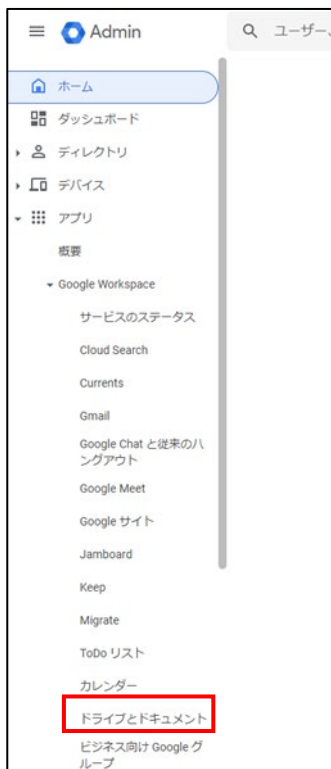 Admin
ユーザー、
ホーム
ダッシュボード
ディレクトリ
デバイス
アプリ
概要
Google Workspace
サービスのステータス
Cloud Search
Currents
Gmail
Google Chat と従来のハ
ングアウト
Google Meet
Google サイト
Jamboard
Keep
Migrate
ToDo リスト
カレンダー
ドライブとドキュメント
ビジネス向け Google グ
ループ